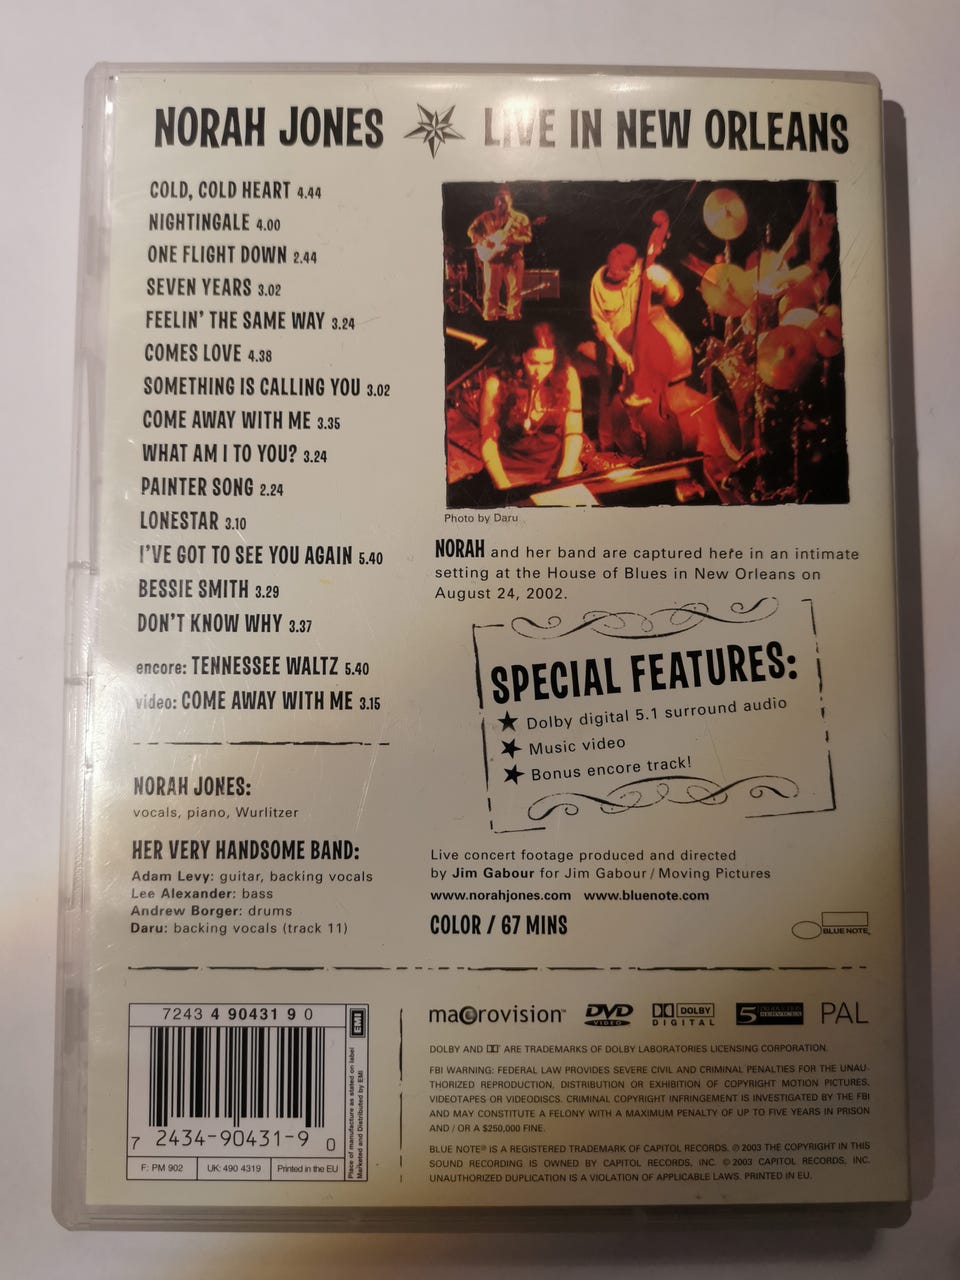 NORAH JONES LIVE IN NEW ORLEANS
COLD, COLD HEART 4.44
NIGHTINGALE 4.00
ONE FLIGHT DOWN 2.44
SEVEN YEARS 3.02
FEELIN' THE SAME WAY 3.24
COMES LOVE 4.38
SOMETHING IS CALLING YOU 3.02
COME AWAY WITH ME 3.35
WHAT AM I TO YOU? 3.24
PAINTER SONG 2.24
LONESTAR 3.10
I'VE GOT TO SEE YOU AGAIN 5.40
BESSIE SMITH 3.29
DON'T KNOW WHY 3.37
encore: TENNESSEE WALTZ 5.40
video: COME AWAY WITH ME 3.15
NORAH JONES:
vocals, piano, Wurlitzer
HER VERY HANDSOME BAND:
Adam Levy: guitar, backing vocals
Lee Alexander: bass
Andrew Borger: drums
Daru: backing vocals (track 11)
Photo by Daru
NORAH and her band are captured here in an intimate
setting at the House of Blues in New Orleans on
August 24, 2002.
SPECIAL FEATURES:
★ Dolby digital 5.1 surround audio
★ Music video
★ Bonus encore track!
Live concert footage produced and directed
by Jim Gabour for Jim Gabour / Moving Pictures
www.norahjones.com www.bluenote.com
COLOR / 67 MINS
BLUE NOTE
7243 4 90431 9 0
7 2434-90431-9 0
F: PM 902 UK: 490 4319 Printed in the EU
EMI
Place of manufacture as stated on label
Marketed and Distributed by EMI
macrovision™ DVD VIDEO DOLBY DIGITAL 5 PAL
DOLBY AND ARE TRADEMARKS OF DOLBY LABORATORIES LICENSING CORPORATION.
FBI WARNING: FEDERAL LAW PROVIDES SEVERE CIVIL AND CRIMINAL PENALTIES FOR THE UNAU-
THORIZED REPRODUCTION, DISTRIBUTION OR EXHIBITION OF COPYRIGHT MOTION PICTURES,
VIDEOTAPES OR VIDEODISCS. CRIMINAL COPYRIGHT INFRINGEMENT IS INVESTIGATED BY THE FBI
AND MAY CONSTITUTE A FELONY WITH A MAXIMUM PENALTY OF UP TO FIVE YEARS IN PRISON
AND / OR A $250,000 FINE.
BLUE NOTE® IS A REGISTERED TRADEMARK OF CAPITOL RECORDS. ℗ 2003 THE COPYRIGHT IN THIS
SOUND RECORDING IS OWNED BY CAPITOL RECORDS, INC. © 2003 CAPITOL RECORDS, INC.
UNAUTHORIZED DUPLICATION IS A VIOLATION OF APPLICABLE LAWS. PRINTED IN EU.